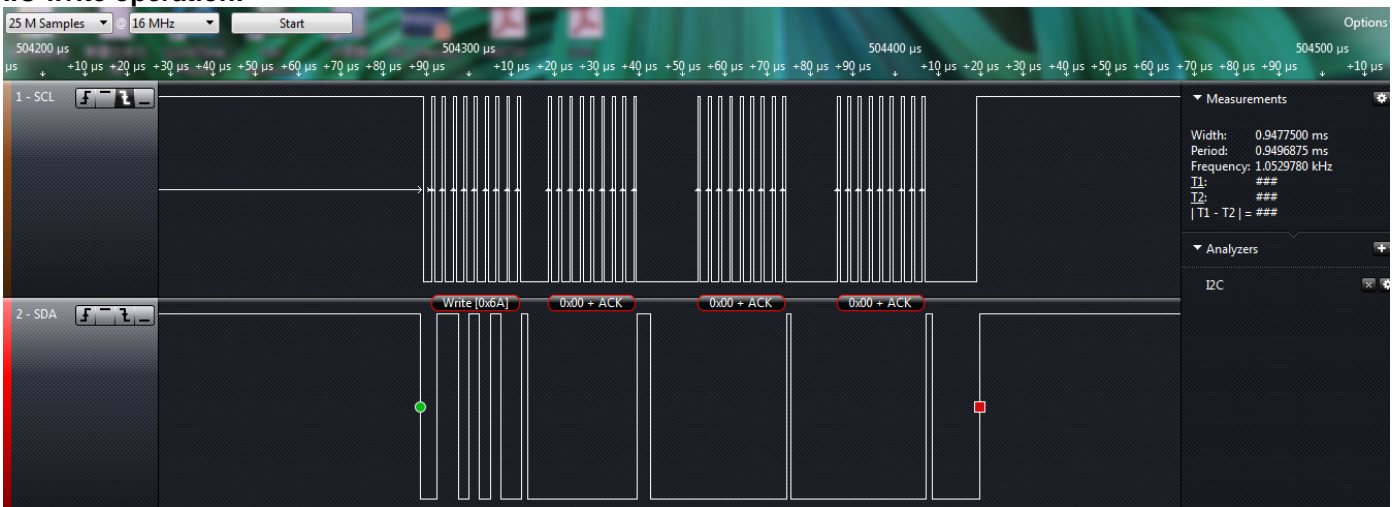 25 M Samples @ 16 MHz Start Options
504200 µs 504300 µs 504400 µs 504500 µs
µs +10 µs +20 µs +30 µs +40 µs +50 µs +60 µs +70 µs +80 µs +90 µs +10 µs +20 µs +30 µs +40 µs +50 µs +60 µs +70 µs +80 µs +90 µs +10 µs +20 µs +30 µs +40 µs +50 µs +60 µs +70 µs +80 µs +90 µs +10 µs
1 - SCL
Measurements
Width: 0.9477500 ms
Period: 0.9496875 ms
Frequency: 1.0529780 kHz
T1: ###
T2: ###
| T1 - T2 | = ###
Analyzers
I2C
Write [0x6A] 0x00 + ACK 0x00 + ACK 0x00 + ACK
2 - SDA